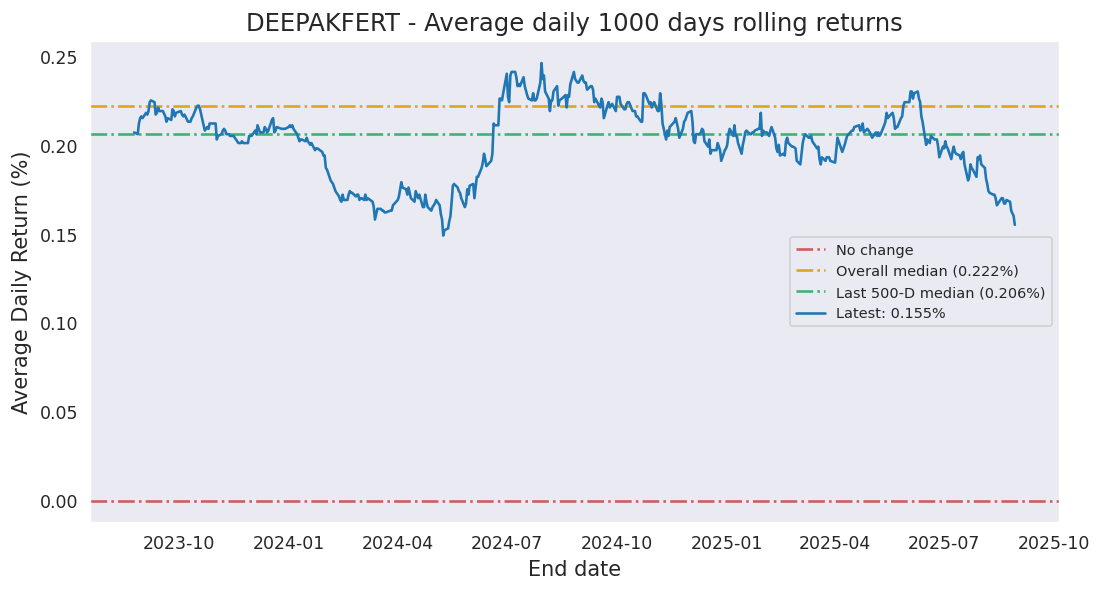 DEEPAKFERT - Average daily 1000 days rolling returns
Average Daily Return (%)
0.25
0.20
0.15
0.10
0.05
0.00
No change
Overall median (0.222%)
Last 500-D median (0.206%)
Latest: 0.155%
2023-10 2024-01 2024-04 2024-07 2024-10 2025-01 2025-04 2025-07 2025-10
End date